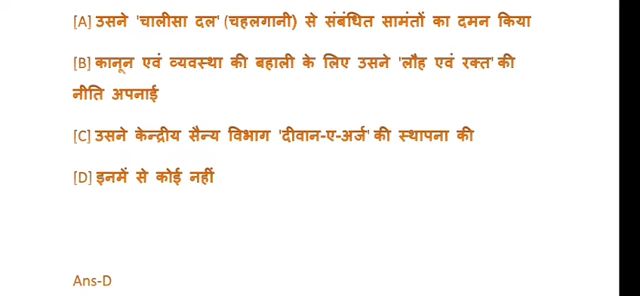 [A] उसने 'चालीसा दल' (चहलगानी) से संबंधित सामंतों का दमन किया
[B] कानून एवं व्यवस्था की बहाली के लिए उसने 'लौह एवं रक्त' की
नीति अपनाई
[C] उसने केन्द्रीय सैन्य विभाग 'दीवान-ए-अर्ज' की स्थापना की
[D] इनमें से कोई नहीं
Ans-D